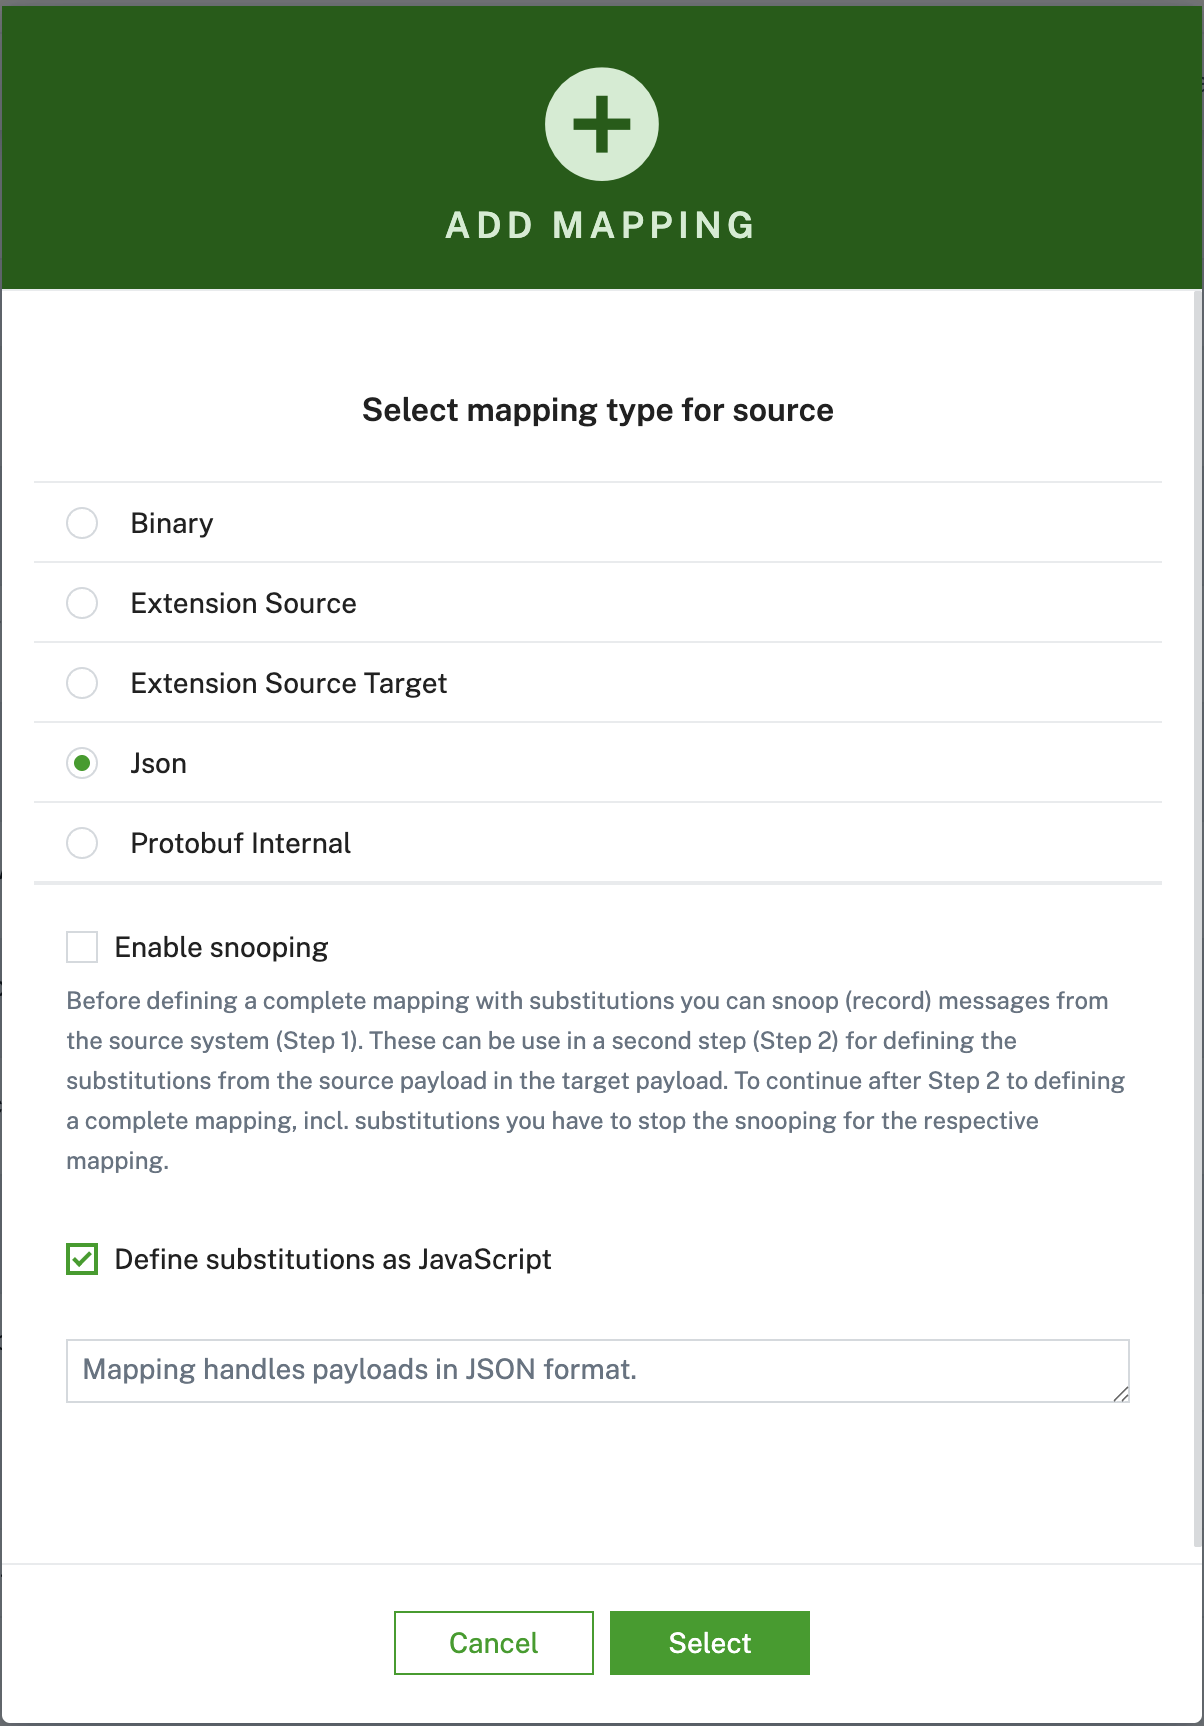 ADD MAPPING
Select mapping type for source
Binary
Extension Source
Extension Source Target
Json
Protobuf Internal
Enable snooping
Before defining a complete mapping with substitutions you can snoop (record) messages from
the source system (Step 1). These can be use in a second step (Step 2) for defining the
substitutions from the source payload in the target payload. To continue after Step 2 to defining
a complete mapping, incl. substitutions you have to stop the snooping for the respective
mapping.
Define substitutions as JavaScript
Mapping handles payloads in JSON format.
Cancel
Select